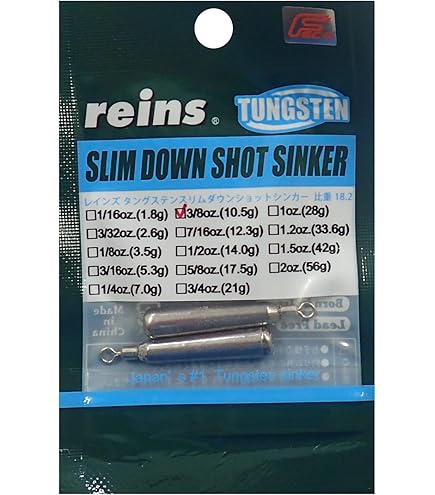 reins®
TUNGSTEN
SLIM DOWN SHOT SINKER
レインズ タングステンスリムダウンショットシンカー 比重 18.2
1/16oz.(1.8g) 3/8oz.(10.5g) 1oz.(28g)
3/32oz.(2.6g) 7/16oz.(12.3g) 1.2oz.(33.6g)
1/8oz.(3.5g) 1/2oz.(14.0g) 1.5oz.(42g)
3/16oz.(5.3g) 5/8oz.(17.5g) 2oz.(56g)
1/4oz.(7.0g) 3/4oz.(21g)
Made
in
China
Born
Lead Free
Japan's #1 Tungsten sinker